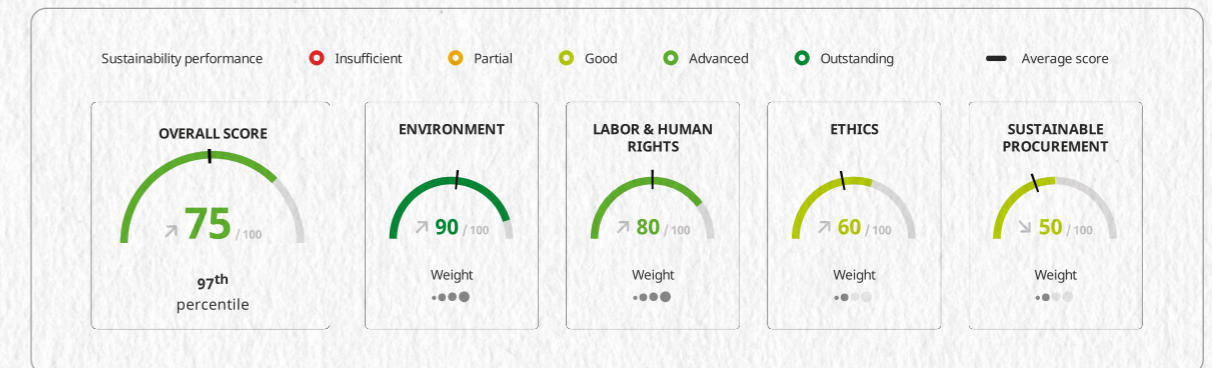 Sustainability performance Insufficient Partial Good Advanced Outstanding Average score
OVERALL SCORE
75 / 100
97th
percentile
ENVIRONMENT
90 / 100
Weight
LABOR & HUMAN
RIGHTS
80 / 100
Weight
ETHICS
60 / 100
Weight
SUSTAINABLE
PROCUREMENT
50 / 100
Weight